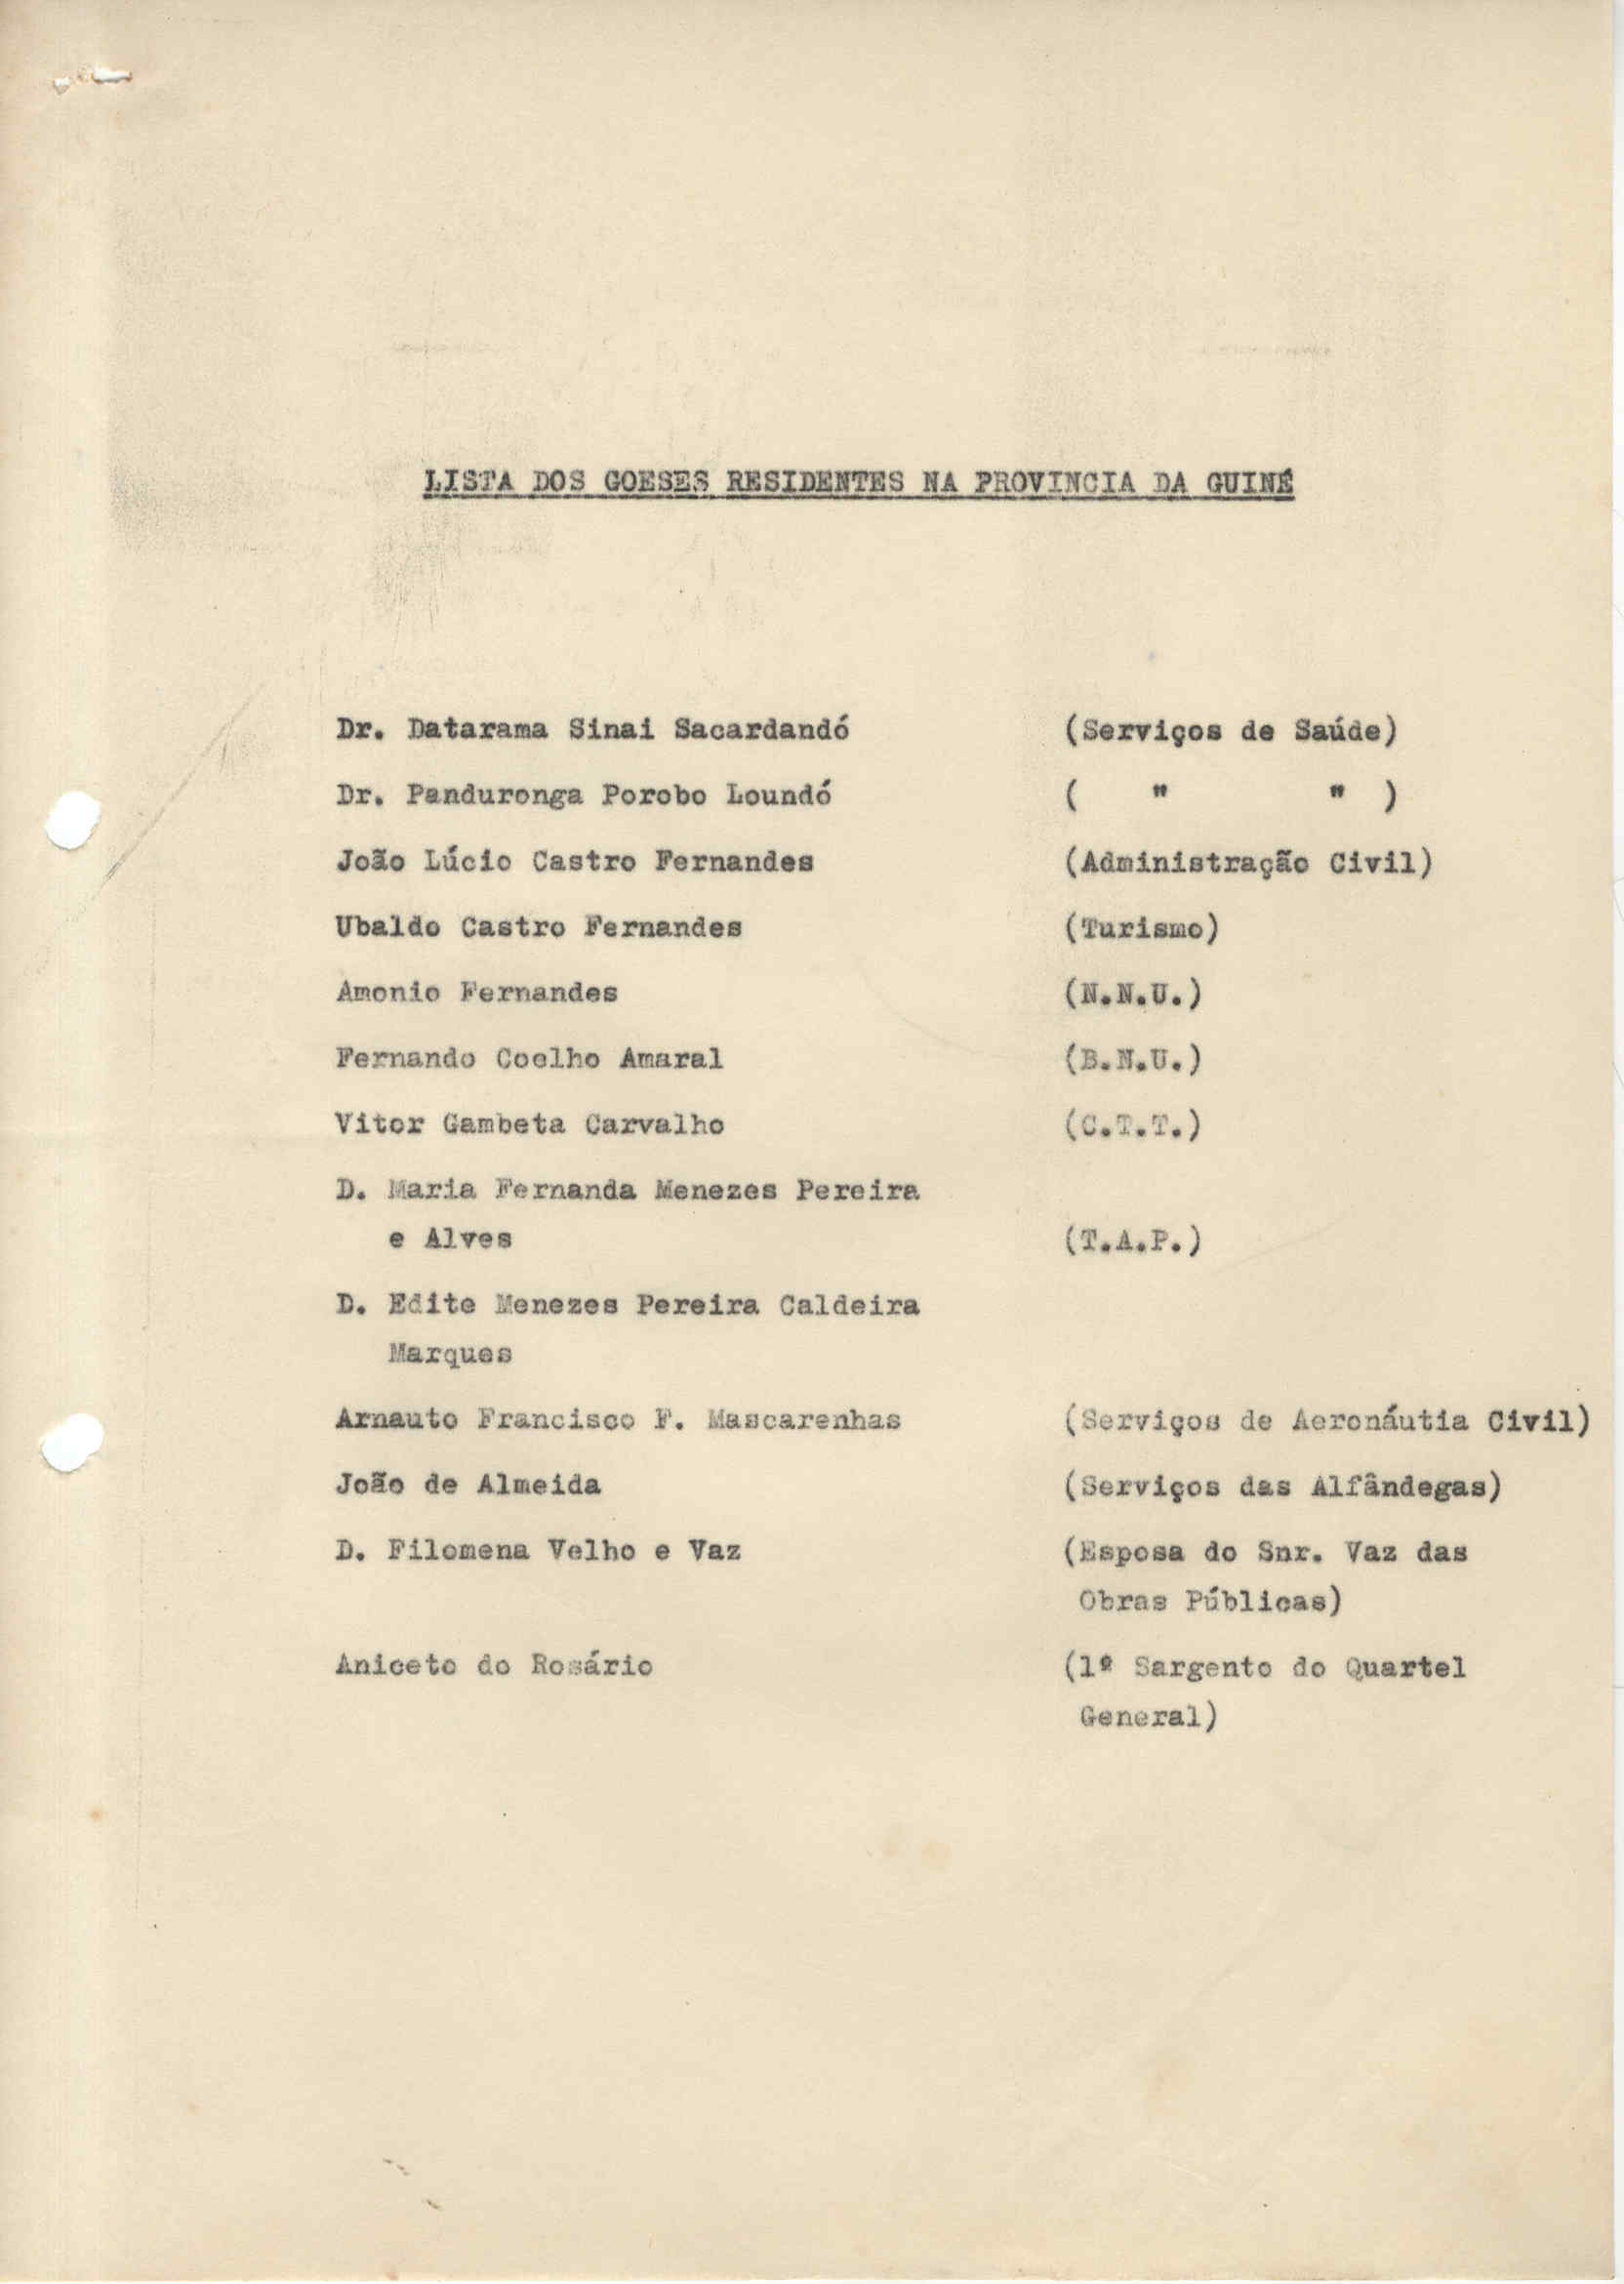 LISTA DOS GOESES RESIDENTES NA PROVINCIA DA GUINÉ
Dr. Datarama Sinai Sacardandó (Serviços de Saúde)
Dr. Panduronga Porobo Loundó ( " " )
João Lúcio Castro Fernandes (Administração Civil)
Ubaldo Castro Fernandes (Turismo)
Amonio Fernandes (N.N.U.)
Fernando Coelho Amaral (B.N.U.)
Vitor Gambeta Carvalho (C.T.T.)
D. Maria Fernanda Menezes Pereira
e Alves (T.A.P.)
D. Edite Menezes Pereira Caldeira
Marques
Arnauto Francisco F. Mascarenhas (Serviços de Aeronáutia Civil)
João de Almeida (Serviços das Alfândegas)
D. Filomena Velho e Vaz (Esposa do Snr. Vaz das
Obras Públicas)
Aniceto do Rosário (1º Sargento do Quartel
General)